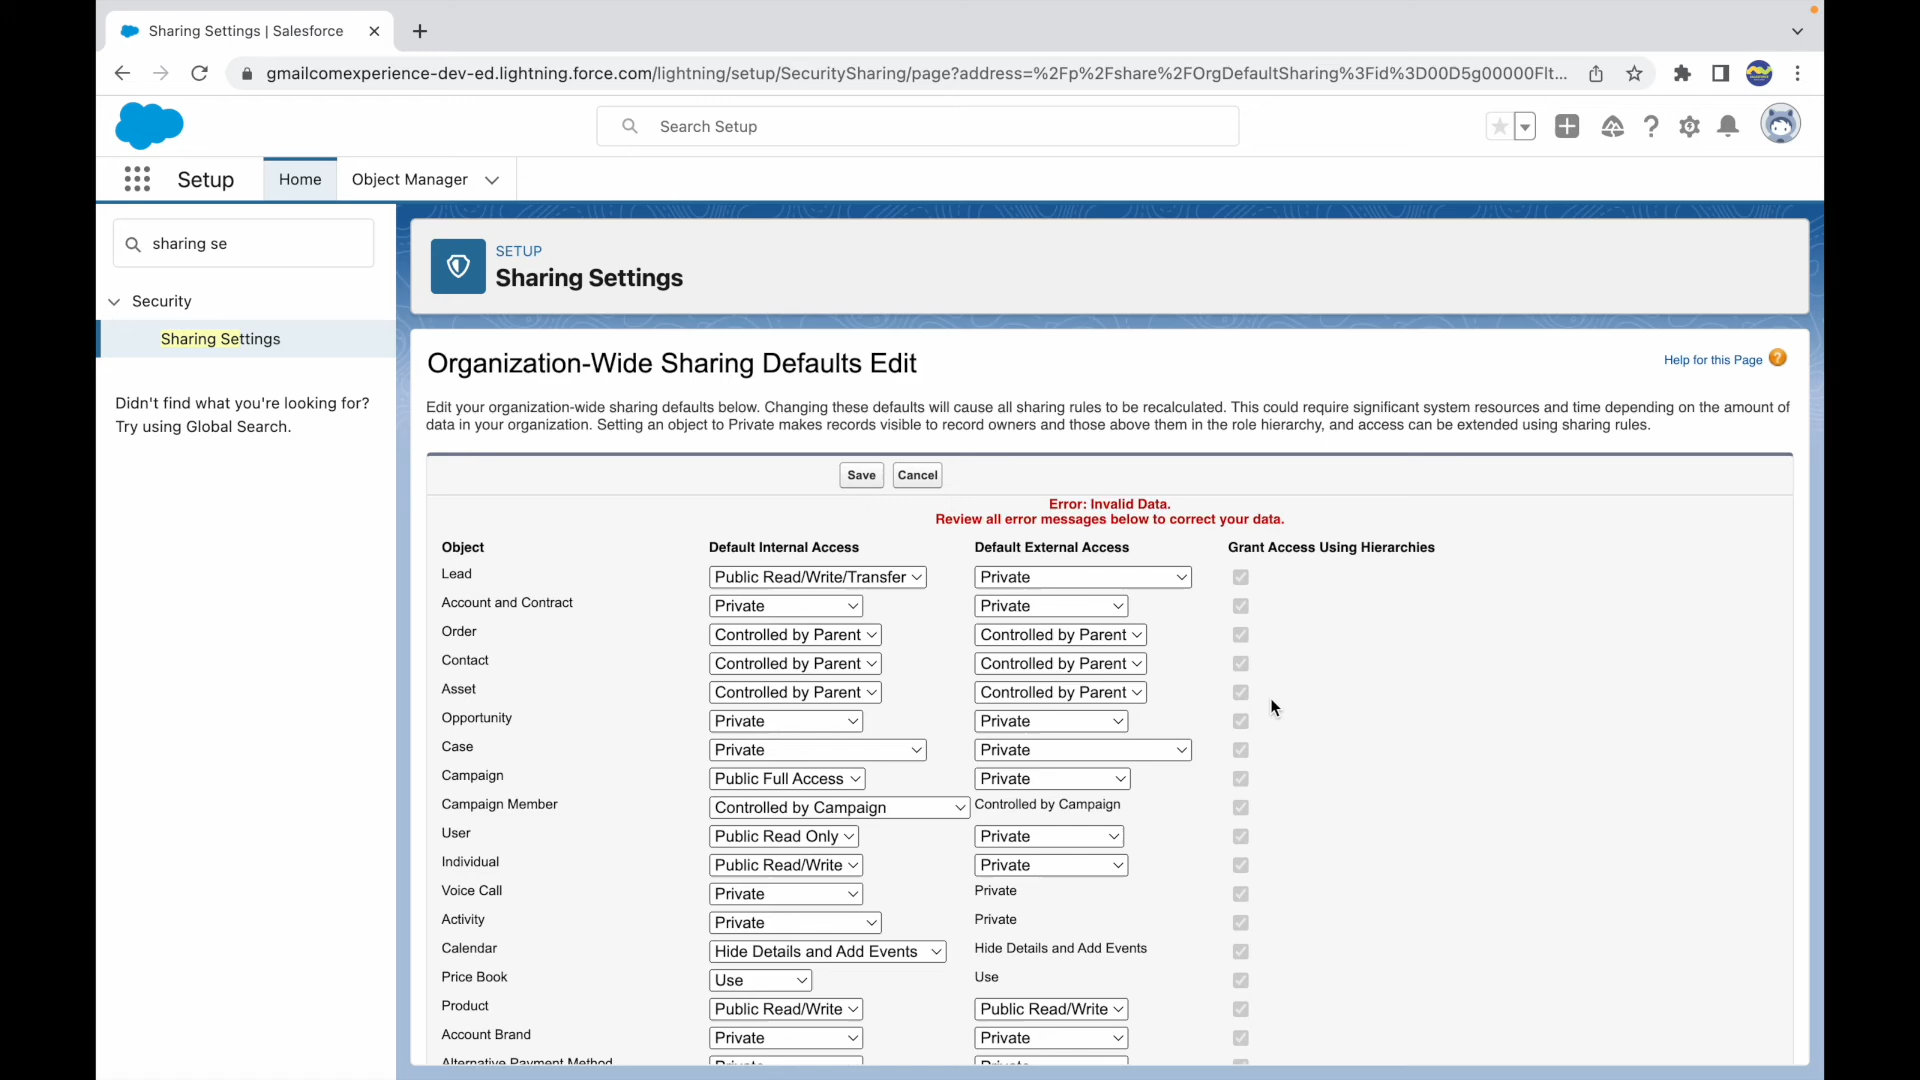 Sharing Settings | Salesforce
gmailcomexperience-dev-ed.lightning.force.com/lightning/setup/SecuritySharing/page?address=%2Fp%2Fshare%2FOrgDefaultSharing%3Fid%3D00D5g00000Flt...
Search Setup
Setup
Home
Object Manager
sharing se
Security
Sharing Settings
Didn't find what you're looking for?
Try using Global Search.
SETUP
Sharing Settings
Organization-Wide Sharing Defaults Edit
Help for this Page
Edit your organization-wide sharing defaults below. Changing these defaults will cause all sharing rules to be recalculated. This could require significant system resources and time depending on the amount of
data in your organization. Setting an object to Private makes records visible to record owners and those above them in the role hierarchy, and access can be extended using sharing rules.
Save Cancel
Error: Invalid Data.
Review all error messages below to correct your data.
Object Default Internal Access Default External Access Grant Access Using Hierarchies
Lead Public Read/Write/Transfer Private
Account and Contract Private Private
Order Controlled by Parent Controlled by Parent
Contact Controlled by Parent Controlled by Parent
Asset Controlled by Parent Controlled by Parent
Opportunity Private Private
Case Private Private
Campaign Public Full Access Private
Campaign Member Controlled by Campaign Controlled by Campaign
User Public Read Only Private
Individual Public Read/Write Private
Voice Call Private Private
Activity Private Private
Calendar Hide Details and Add Events Hide Details and Add Events
Price Book Use Use
Product Public Read/Write Public Read/Write
Account Brand Private Private
Alternative Payment Method Private Private